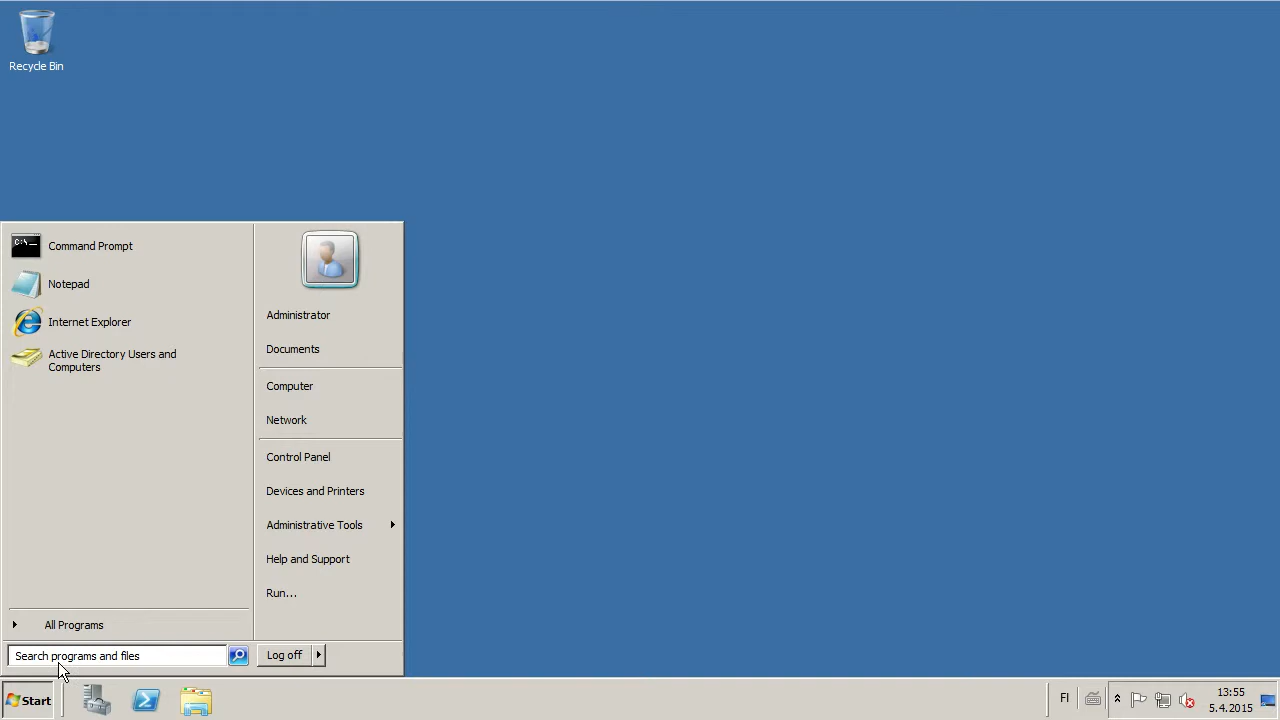 Recycle Bin
Command Prompt
Notepad
Internet Explorer
Active Directory Users and
Computers
All Programs
Search programs and files
Administrator
Documents
Computer
Network
Control Panel
Devices and Printers
Administrative Tools
Help and Support
Run...
Log off
Start
FI
13:55
5.4.2015